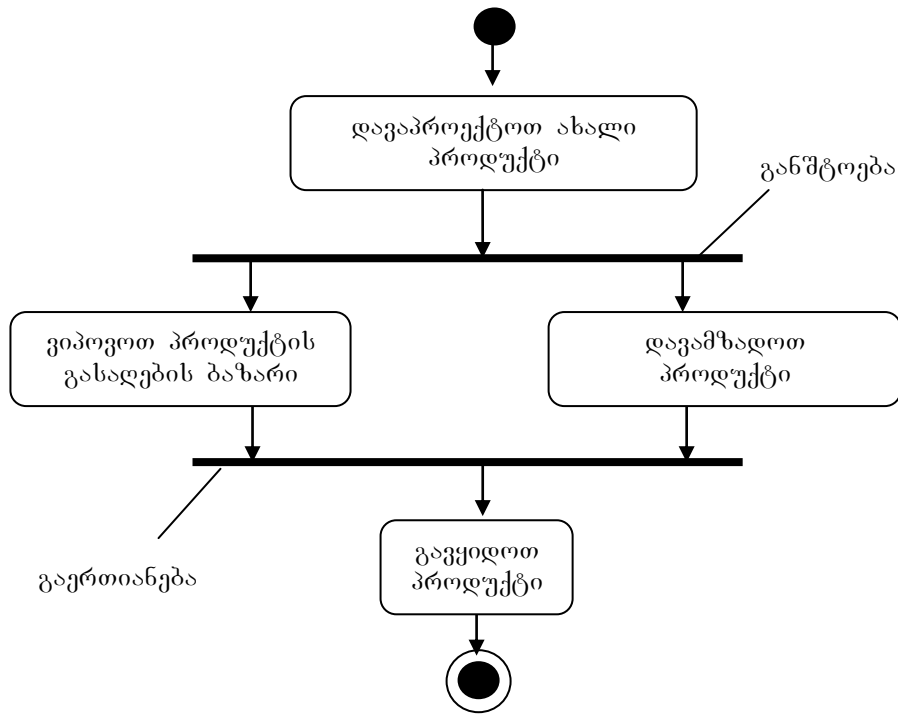 დავაპროექტოთ ახალი
პროდუქტი
განშტოება
ვიპოვოთ პროდუქტის
გასაღების ბაზარი
დავამზადოთ
პროდუქტი
გავყიდოთ
პროდუქტი
გაერთიანება